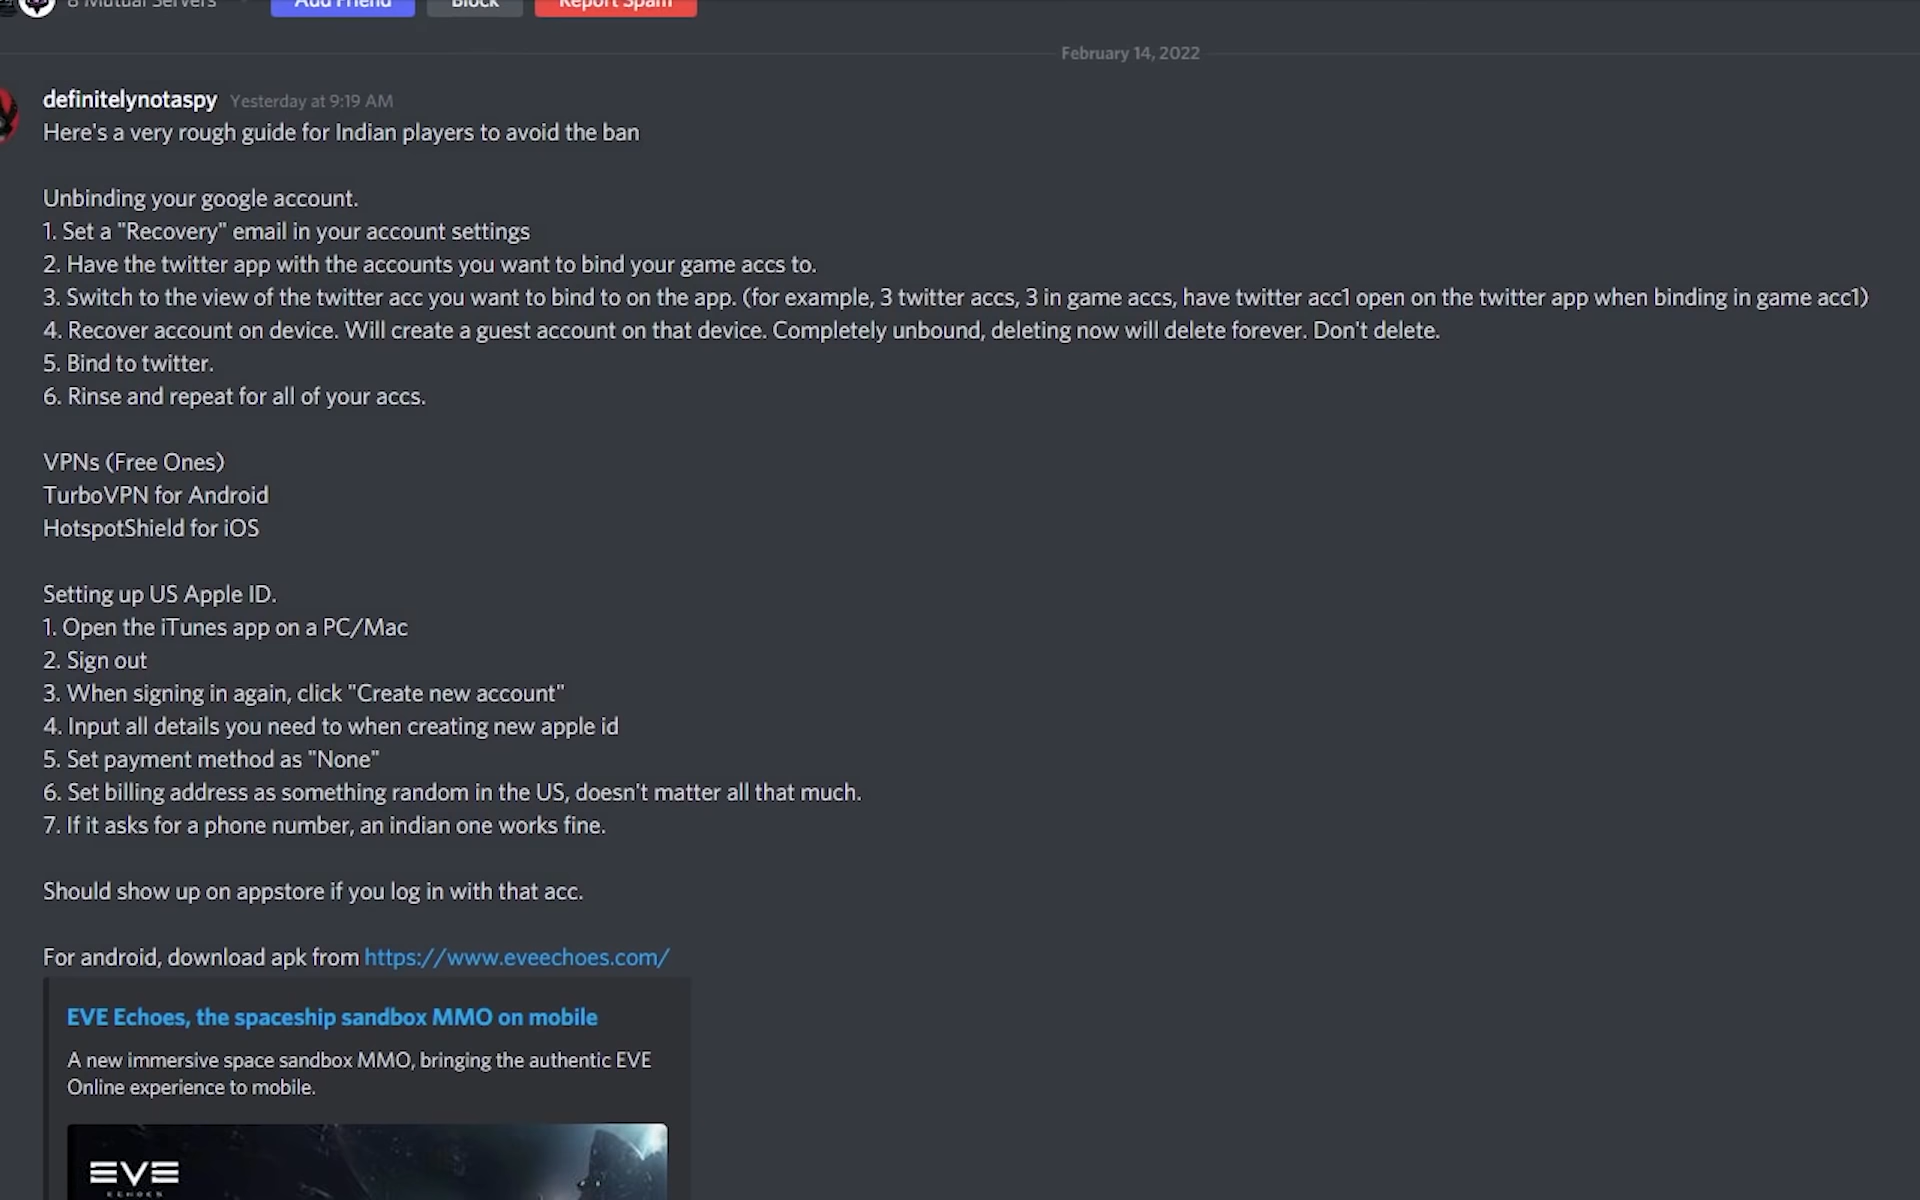 8 Mutual Servers
Add Friend
Block
Report Spam
February 14, 2022
definitelynotaspy Yesterday at 9:19 AM
Here's a very rough guide for Indian players to avoid the ban
Unbinding your google account.
1. Set a "Recovery" email in your account settings
2. Have the twitter app with the accounts you want to bind your game accs to.
3. Switch to the view of the twitter acc you want to bind to on the app. (for example, 3 twitter accs, 3 in game accs, have twitter acc1 open on the twitter app when binding in game acc1)
4. Recover account on device. Will create a guest account on that device. Completely unbound, deleting now will delete forever. Don't delete.
5. Bind to twitter.
6. Rinse and repeat for all of your accs.
VPNs (Free Ones)
TurboVPN for Android
HotspotShield for iOS
Setting up US Apple ID.
1. Open the iTunes app on a PC/Mac
2. Sign out
3. When signing in again, click "Create new account"
4. Input all details you need to when creating new apple id
5. Set payment method as "None"
6. Set billing address as something random in the US, doesn't matter all that much.
7. If it asks for a phone number, an indian one works fine.
Should show up on appstore if you log in with that acc.
For android, download apk from https://www.eveechoes.com/
EVE Echoes, the spaceship sandbox MMO on mobile
A new immersive space sandbox MMO, bringing the authentic EVE
Online experience to mobile.
EVE
ECHOES